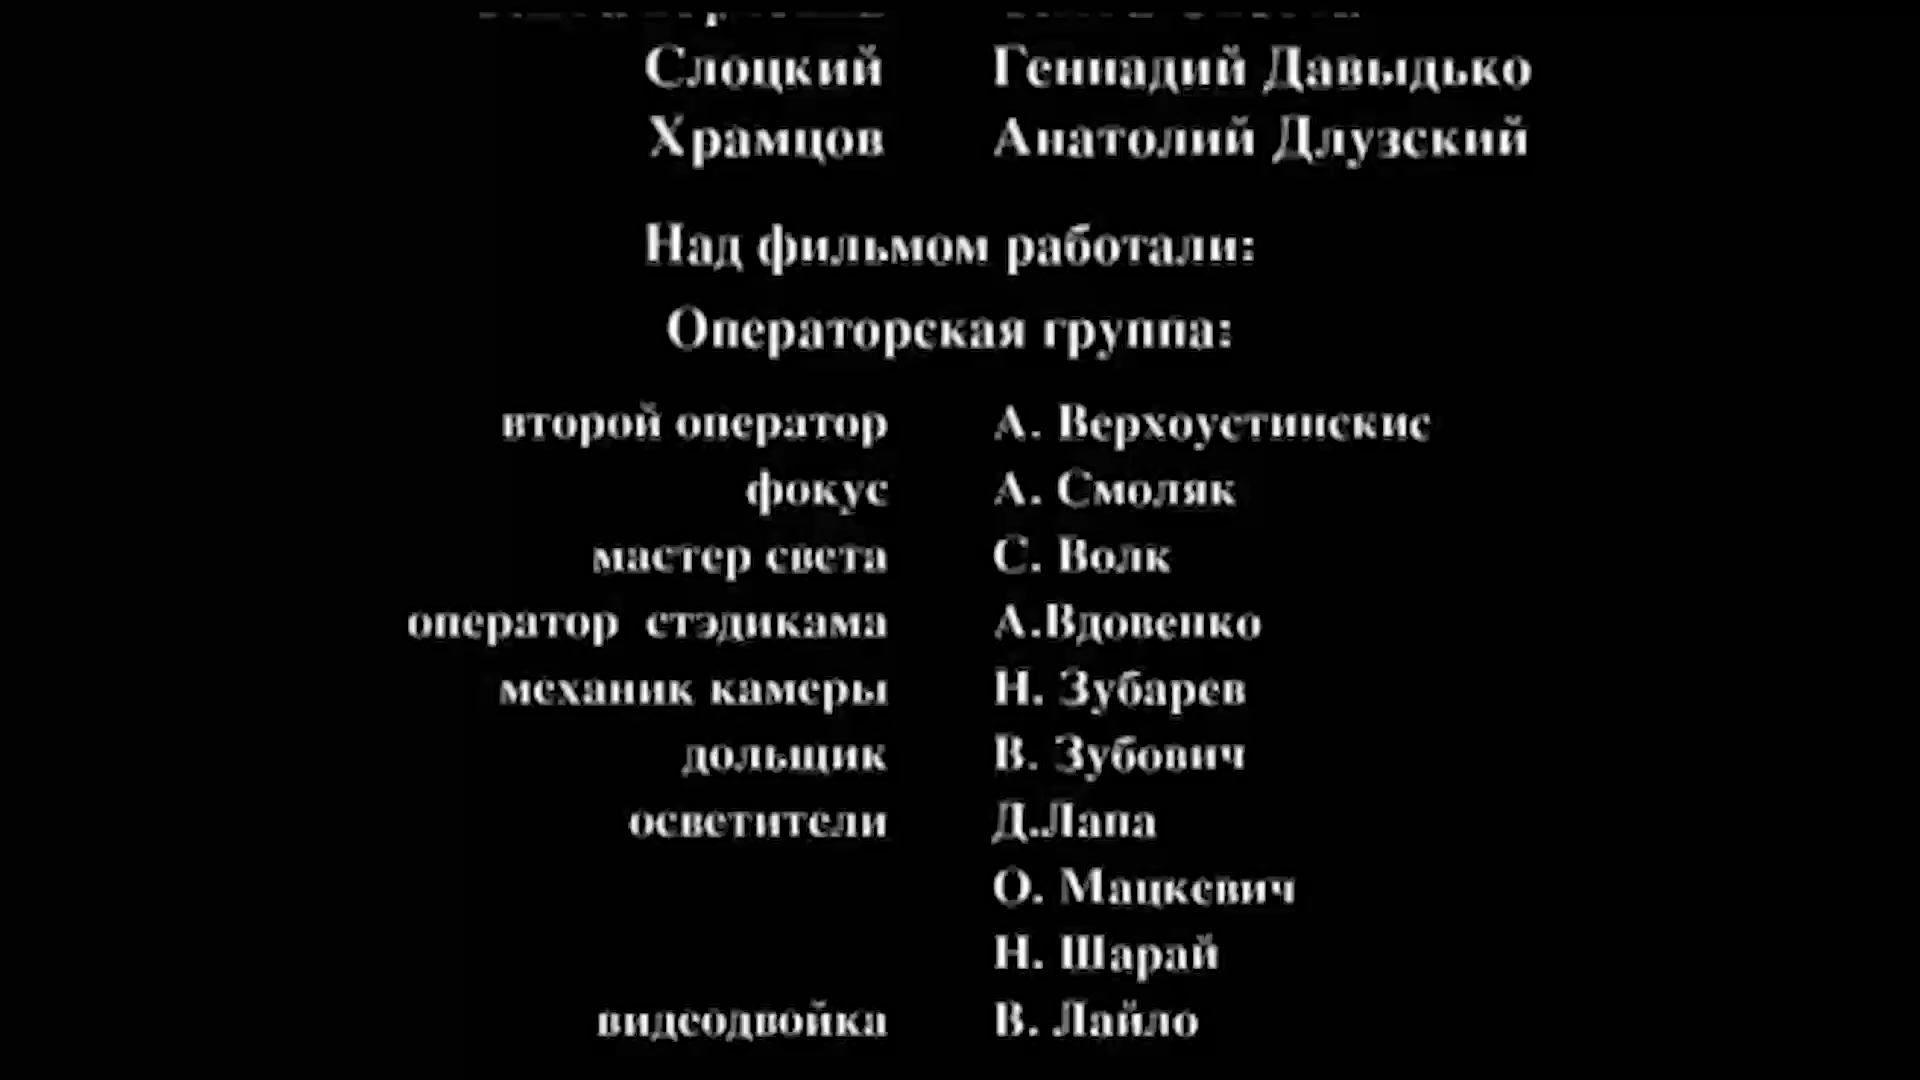 Слоцкий Геннадий Давыдько
Храмцов Анатолий Длузский
Над фильмом работали:
Операторская группа:
второй оператор А. Верхоустинскис
фокус А. Смоляк
мастер света С. Волк
оператор стэдикама А.Вдовенко
механик камеры Н. Зубарев
дольщик В. Зубович
осветители Д.Лапа
О. Мацкевич
Н. Шарай
видеодвойка В. Лайло